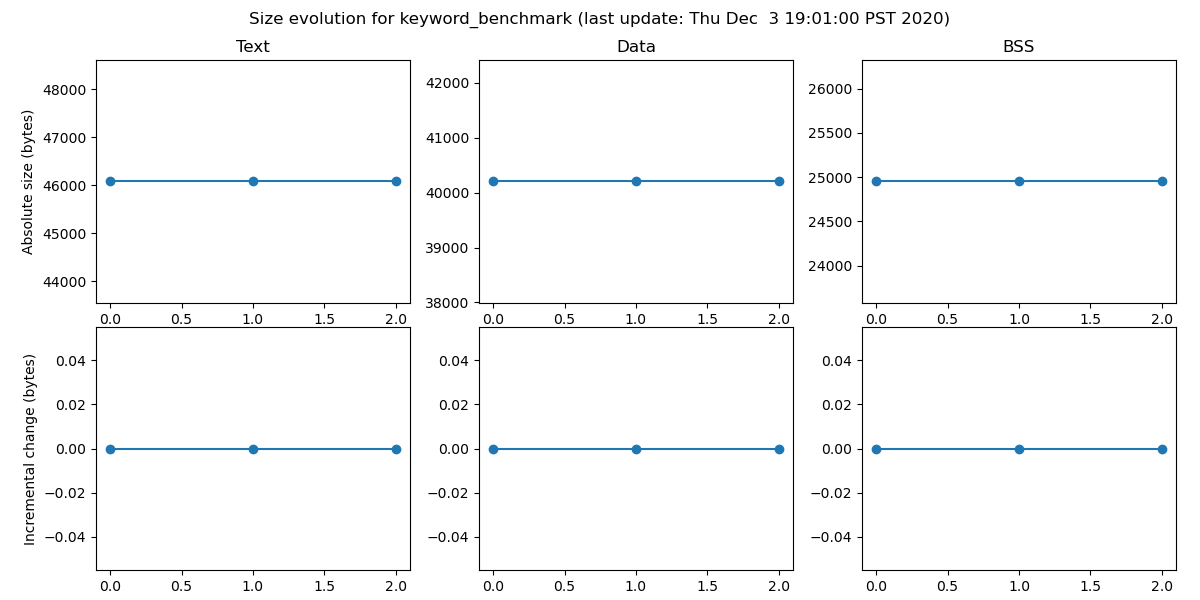 Size evolution for keyword_benchmark (last update: Thu Dec  3 19:01:00 PST 2020)
Text
Data
BSS
Absolute size (bytes)
48000
47000
46000
45000
44000
0.0 0.5 1.0 1.5 2.0
42000
41000
40000
39000
38000
0.0 0.5 1.0 1.5 2.0
26000
25500
25000
24500
24000
0.0 0.5 1.0 1.5 2.0
Incremental change (bytes)
0.04
0.02
0.00
−0.02
−0.04
0.0 0.5 1.0 1.5 2.0
0.04
0.02
0.00
−0.02
−0.04
0.0 0.5 1.0 1.5 2.0
0.04
0.02
0.00
−0.02
−0.04
0.0 0.5 1.0 1.5 2.0